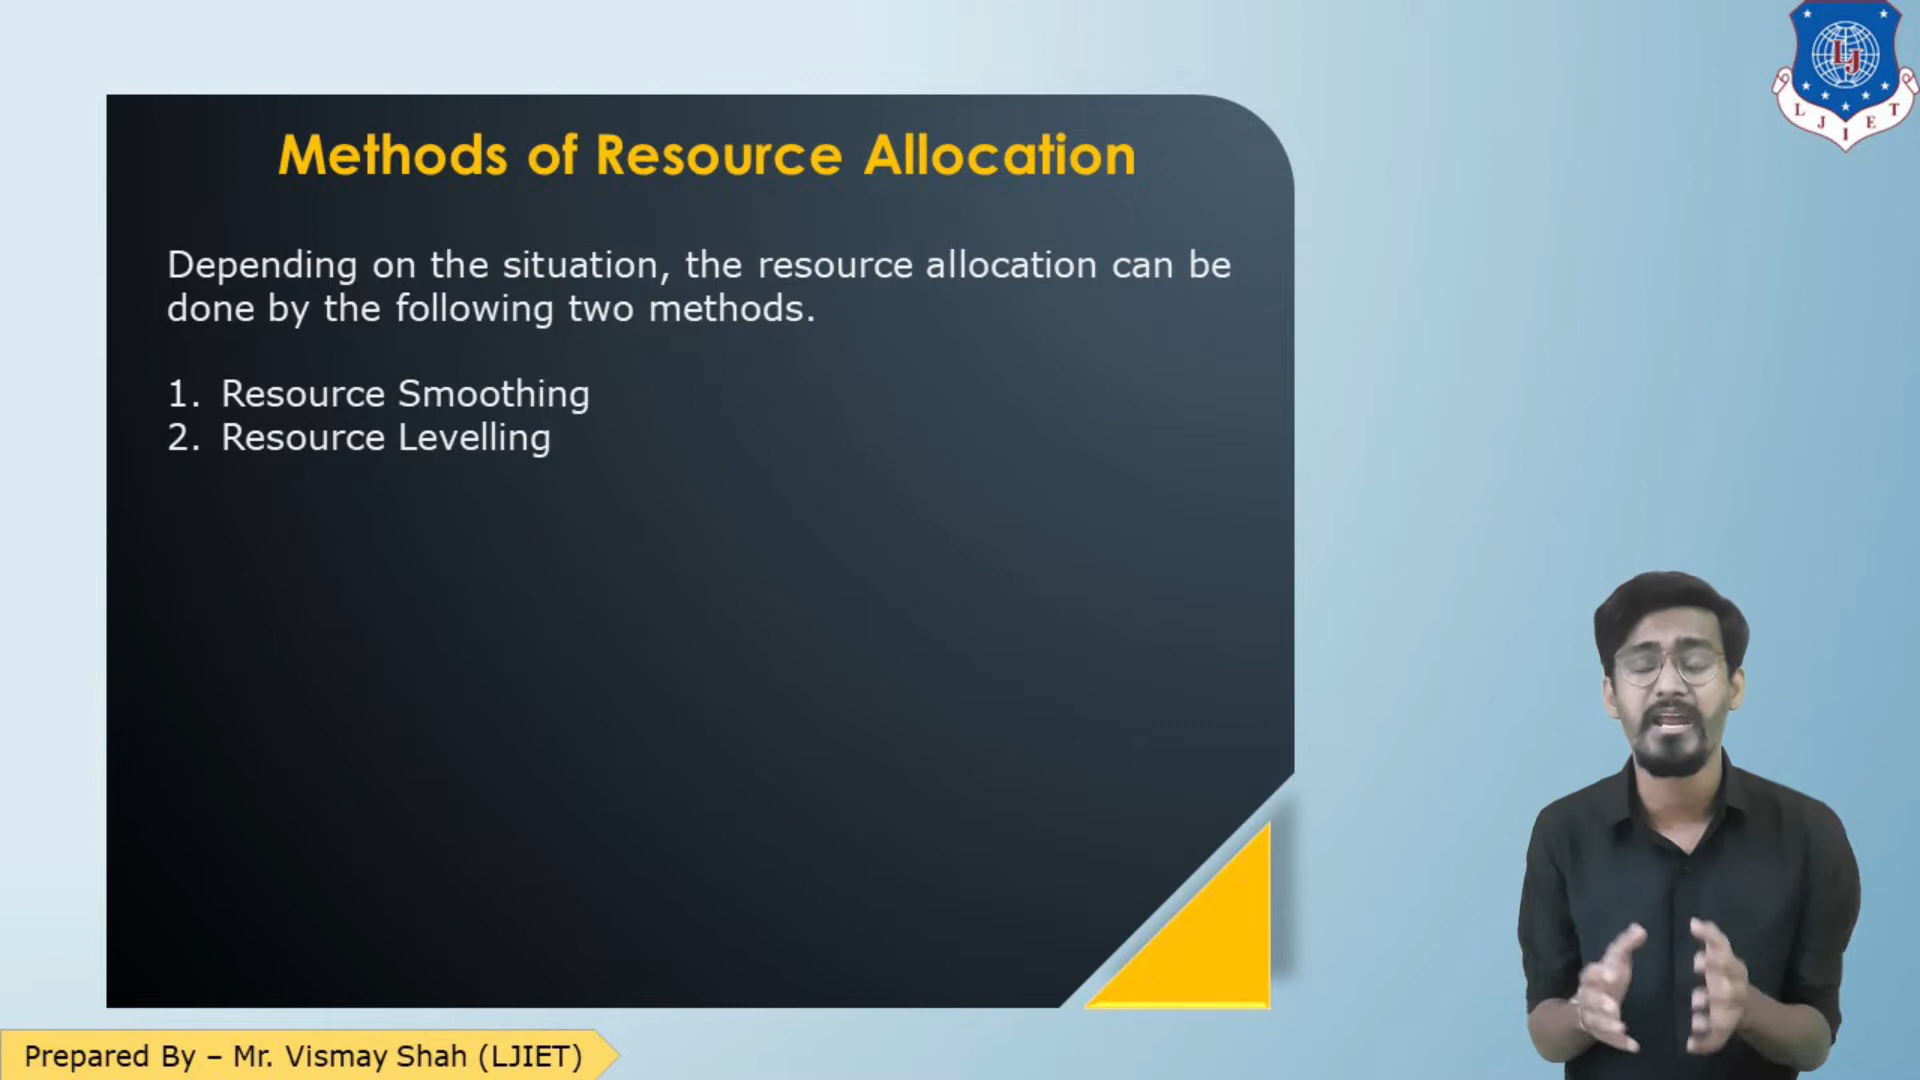 Methods of Resource Allocation
Depending on the situation, the resource allocation can be
done by the following two methods.
1. Resource Smoothing
2. Resource Levelling
LJ
L J I E T
Prepared By – Mr. Vismay Shah (LJIET)